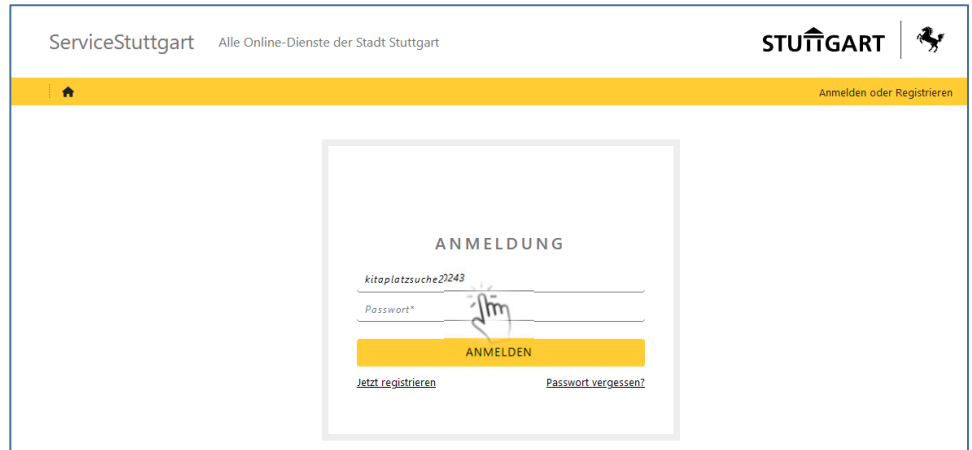 ServiceStuttgart Alle Online-Dienste der Stadt Stuttgart
STUTTGART
Anmelden oder Registrieren
ANMELDUNG
Passwort*
ANMELDEN
Jetzt registrieren Passwort vergessen?